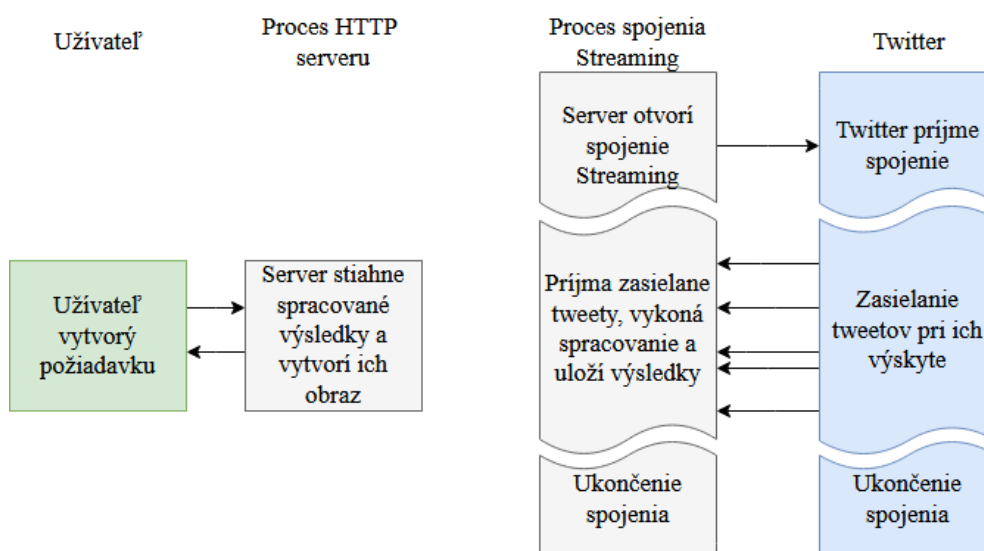 Užívateľ
Proces HTTP
serveru
Proces spojenia
Streaming
Twitter
Server otvorí
spojenie
Streaming
Twitter príjme
spojenie
Užívateľ
vytvorý
požiadavku
Server stiahne
spracované
výsledky a
vytvorí ich
obraz
Príjma zasielane
tweety, vykoná
spracovanie a
uloží výsledky
Zasielanie
tweetov pri ich
výskyte
Ukončenie
spojenia
Ukončenie
spojenia